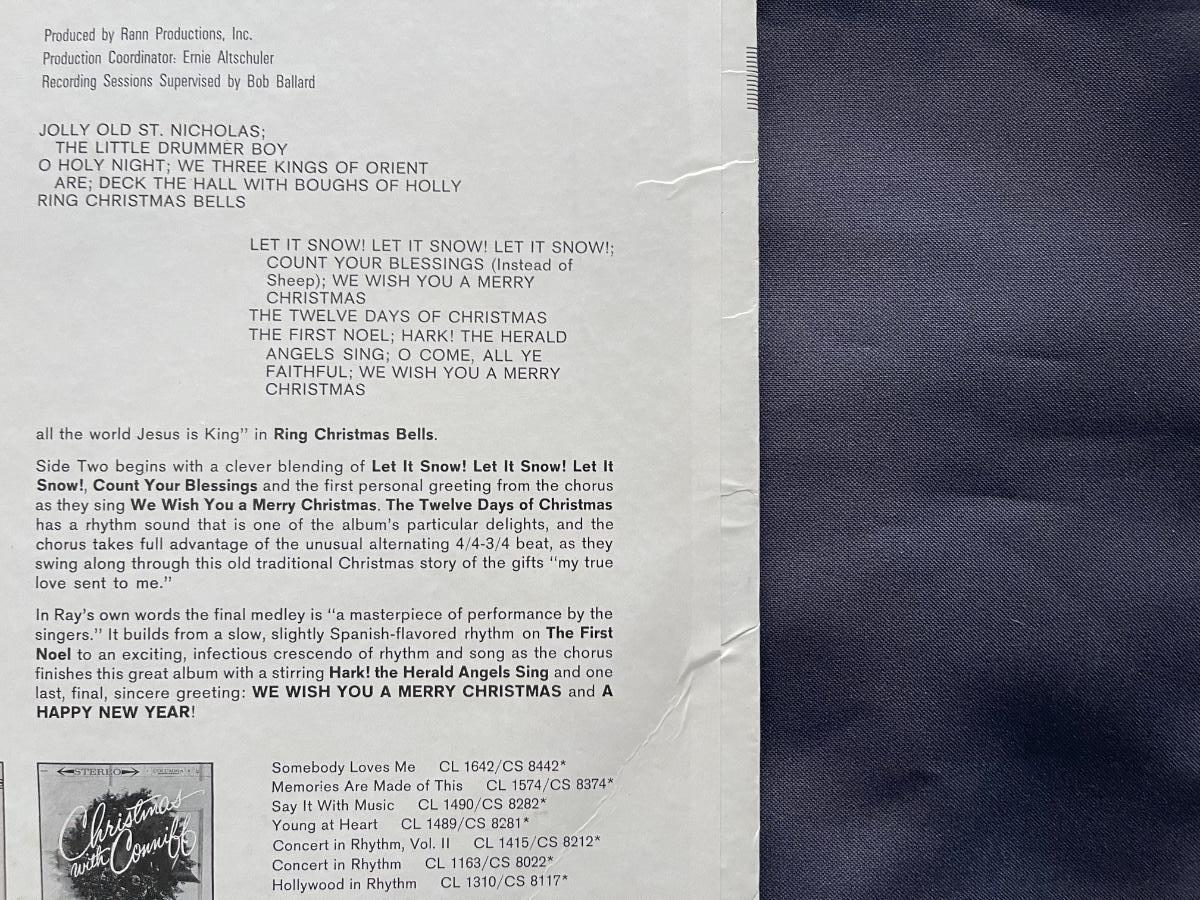 Produced by Rann Productions, Inc.
Production Coordinator: Ernie Altschuler
Recording Sessions Supervised by Bob Ballard
JOLLY OLD ST. NICHOLAS;
THE LITTLE DRUMMER BOY
O HOLY NIGHT; WE THREE KINGS OF ORIENT
ARE; DECK THE HALL WITH BOUGHS OF HOLLY
RING CHRISTMAS BELLS
LET IT SNOW! LET IT SNOW! LET IT SNOW!;
COUNT YOUR BLESSINGS (Instead of
Sheep); WE WISH YOU A MERRY
CHRISTMAS
THE TWELVE DAYS OF CHRISTMAS
THE FIRST NOEL; HARK! THE HERALD
ANGELS SING; O COME, ALL YE
FAITHFUL; WE WISH YOU A MERRY
CHRISTMAS
all the world Jesus is King” in Ring Christmas Bells.
Side Two begins with a clever blending of Let It Snow! Let It Snow! Let It
Snow!, Count Your Blessings and the first personal greeting from the chorus
as they sing We Wish You a Merry Christmas. The Twelve Days of Christmas
has a rhythm sound that is one of the album’s particular delights, and the
chorus takes full advantage of the unusual alternating 4/4-3/4 beat, as they
swing along through this old traditional Christmas story of the gifts “my true
love sent to me.”
In Ray’s own words the final medley is “a masterpiece of performance by the
singers.” It builds from a slow, slightly Spanish-flavored rhythm on The First
Noel to an exciting, infectious crescendo of rhythm and song as the chorus
finishes this great album with a stirring Hark! the Herald Angels Sing and one
last, final, sincere greeting: WE WISH YOU A MERRY CHRISTMAS and A
HAPPY NEW YEAR!
STEREO
Christmas
with Conniff
Somebody Loves Me CL 1642/CS 8442*
Memories Are Made of This CL 1574/CS 8374*
Say It With Music CL 1490/CS 8282*
Young at Heart CL 1489/CS 8281*
Concert in Rhythm, Vol. II CL 1415/CS 8212*
Concert in Rhythm CL 1163/CS 8022*
Hollywood in Rhythm CL 1310/CS 8117*